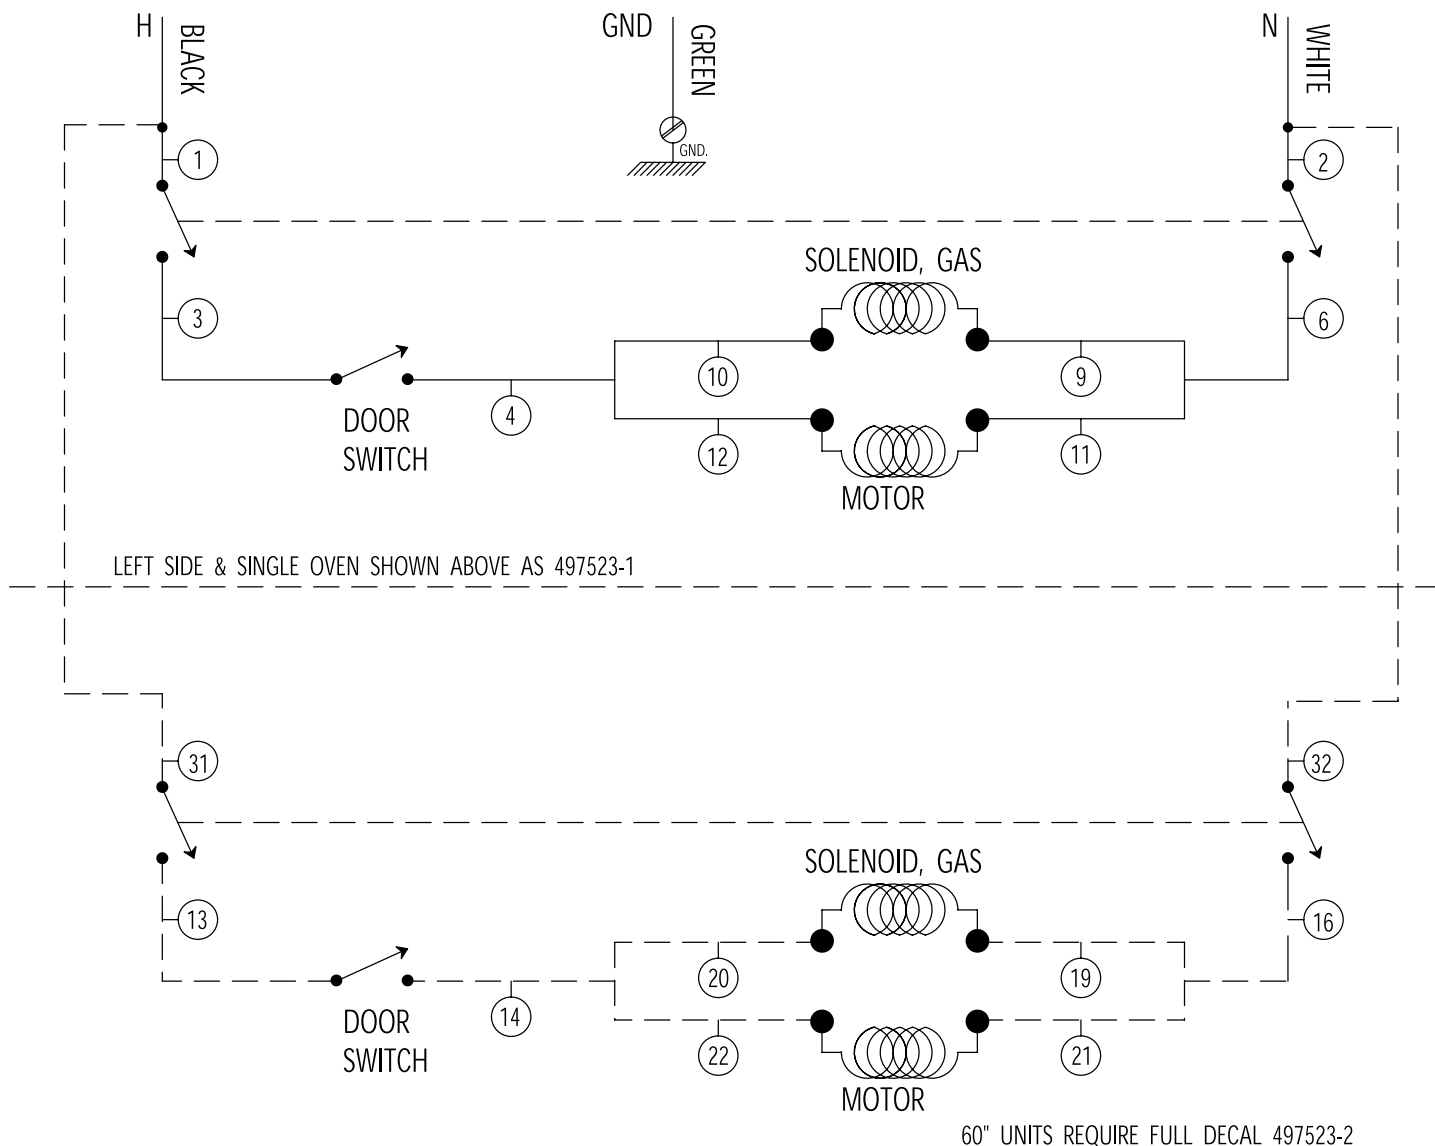 H
BLACK
GND
GREEN
GND.
N
WHITE
1
2
SOLENOID, GAS
3
6
10
9
4
DOOR
SWITCH
12
11
MOTOR
LEFT SIDE & SINGLE OVEN SHOWN ABOVE AS 497523-1
31
32
SOLENOID, GAS
13
16
20
19
14
DOOR
SWITCH
22
21
MOTOR
60" UNITS REQUIRE FULL DECAL 497523-2